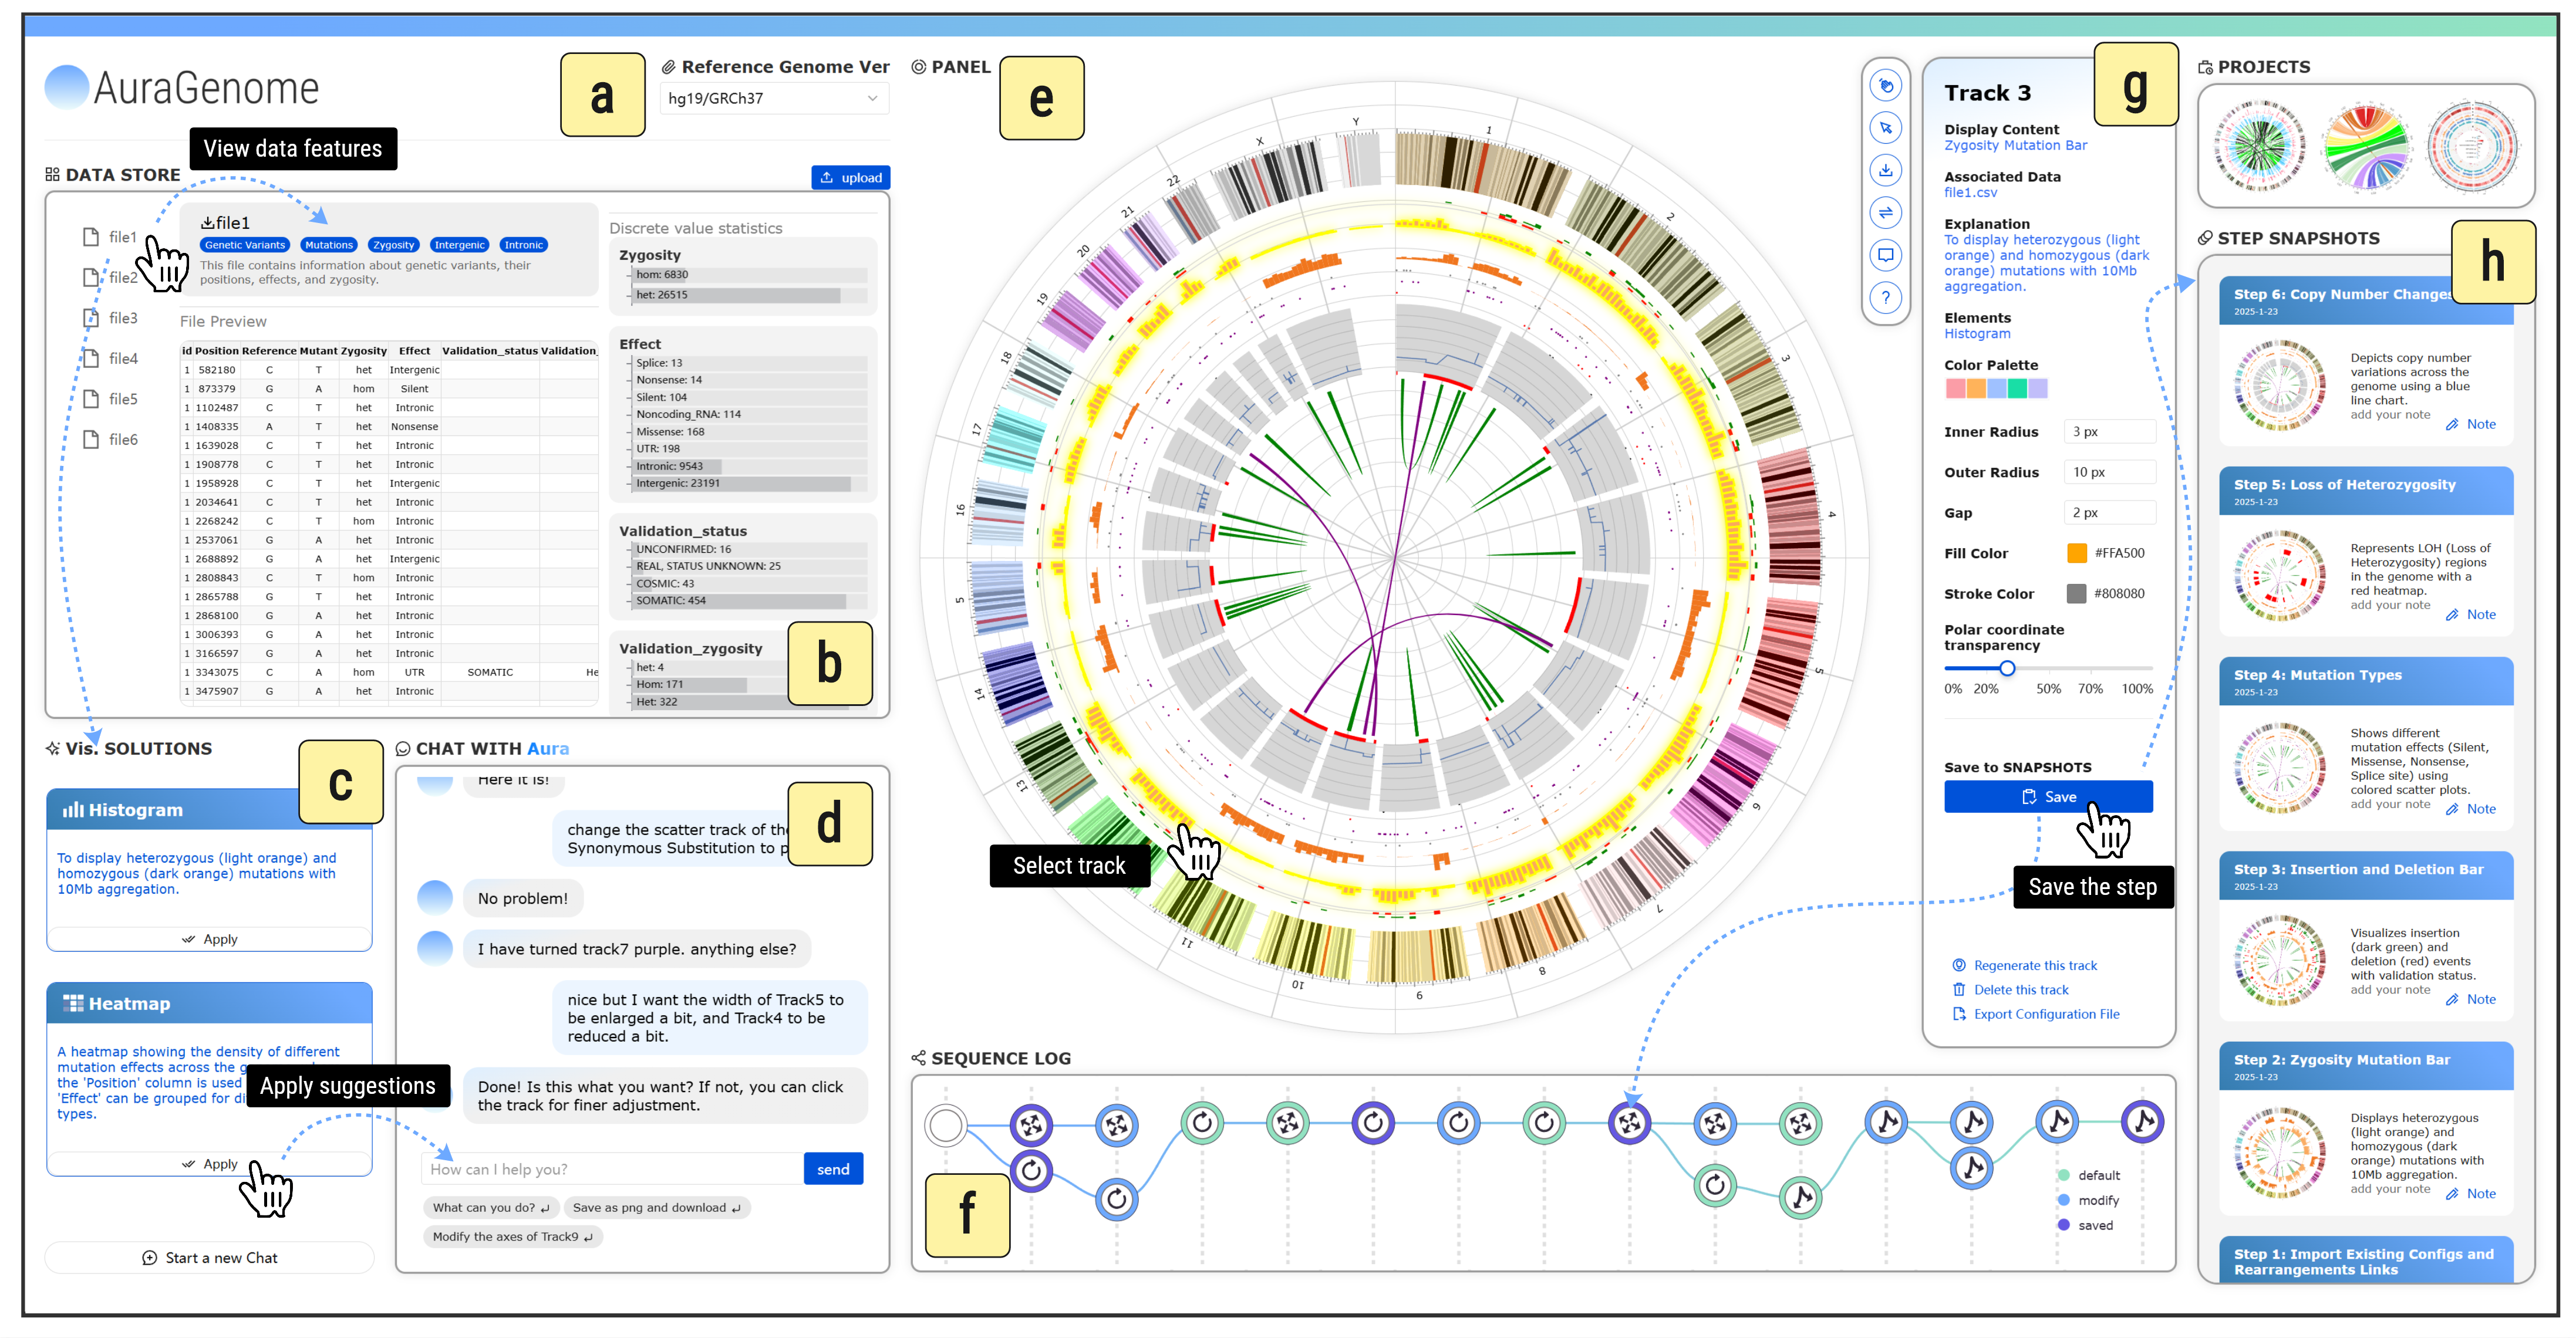 AuraGenome
a
Reference Genome Ver
hg19/GRCh37
View data features
DATA STORE
upload
file1
file2
file3
file4
file5
file6
file1
Genetic Variants Mutations Zygosity Intergenic Intronic
This file contains information about genetic variants, their
positions, effects, and zygosity.
File Preview
id Position Reference Mutant Zygosity Effect Validation_status Validation_
1 582180 C T het Intergenic
1 873379 G A hom Silent
1 1102487 C T het Intronic
1 1408335 A T het Nonsense
1 1639028 C T het Intronic
1 1908778 C T het Intronic
1 1958928 C T het Intergenic
1 2034641 C T het Intronic
1 2268242 C T hom Intronic
1 2537061 G A het Intronic
1 2688892 G A het Intergenic
1 2808843 C T hom Intronic
1 2865788 G T het Intronic
1 2868100 G A het Intronic
1 3006393 G A het Intronic
1 3166597 G A het Intronic
1 3343075 C A hom UTR SOMATIC He
1 3475907 G A het Intronic
Discrete value statistics
Zygosity
hom: 6830
het: 26515
Effect
Splice: 13
Nonsense: 14
Silent: 104
Noncoding_RNA: 114
Missense: 168
UTR: 198
Intronic: 9543
Intergenic: 23191
Validation_status
UNCONFIRMED: 16
REAL, STATUS UNKNOWN: 25
COSMIC: 43
SOMATIC: 454
Validation_zygosity
het: 4
Hom: 171
Het: 322
b
Vis. SOLUTIONS
c
Histogram
To display heterozygous (light orange) and
homozygous (dark orange) mutations with
10Mb aggregation.
Apply
Heatmap
A heatmap showing the density of different
mutation effects across the g
the 'Position' column is used
'Effect' can be grouped for di
types.
Apply suggestions
Apply
Start a new Chat
CHAT WITH Aura
d
Here it is!
change the scatter track of the
Synonymous Substitution to p
No problem!
I have turned track7 purple. anything else?
nice but I want the width of Track5 to
be enlarged a bit, and Track4 to be
reduced a bit.
Done! Is this what you want? If not, you can click
the track for finer adjustment.
How can I help you?
send
What can you do?
Save as png and download
Modify the axes of Track9
PANEL
e
1
2
3
4
5
6
7
8
9
10
11
13
14
5
16
17
18
19
20
21
22
X
Y
Select track
SEQUENCE LOG
f
default
modify
saved
g
Track 3
Display Content
Zygosity Mutation Bar
Associated Data
file1.csv
Explanation
To display heterozygous (light
orange) and homozygous (dark
orange) mutations with 10Mb
aggregation.
Elements
Histogram
Color Palette
Inner Radius 3 px
Outer Radius 10 px
Gap 2 px
Fill Color #FFA500
Stroke Color #808080
Polar coordinate
transparency
0% 20% 50% 70% 100%
Save to SNAPSHOTS
Save
Save the step
Regenerate this track
Delete this track
Export Configuration File
PROJECTS
STEP SNAPSHOTS
h
Step 6: Copy Number Changes
2025-1-23
Depicts copy number
variations across the
genome using a blue
line chart.
add your note
Note
Step 5: Loss of Heterozygosity
2025-1-23
Represents LOH (Loss of
Heterozygosity) regions
in the genome with a
red heatmap.
add your note
Note
Step 4: Mutation Types
2025-1-23
Shows different
mutation effects (Silent,
Missense, Nonsense,
Splice site) using
colored scatter plots.
add your note
Note
Step 3: Insertion and Deletion Bar
2025-1-23
Visualizes insertion
(dark green) and
deletion (red) events
with validation status.
add your note
Note
Step 2: Zygosity Mutation Bar
2025-1-23
Displays heterozygous
(light orange) and
homozygous (dark
orange) mutations with
10Mb aggregation.
add your note
Note
Step 1: Import Existing Configs and
Rearrangements Links